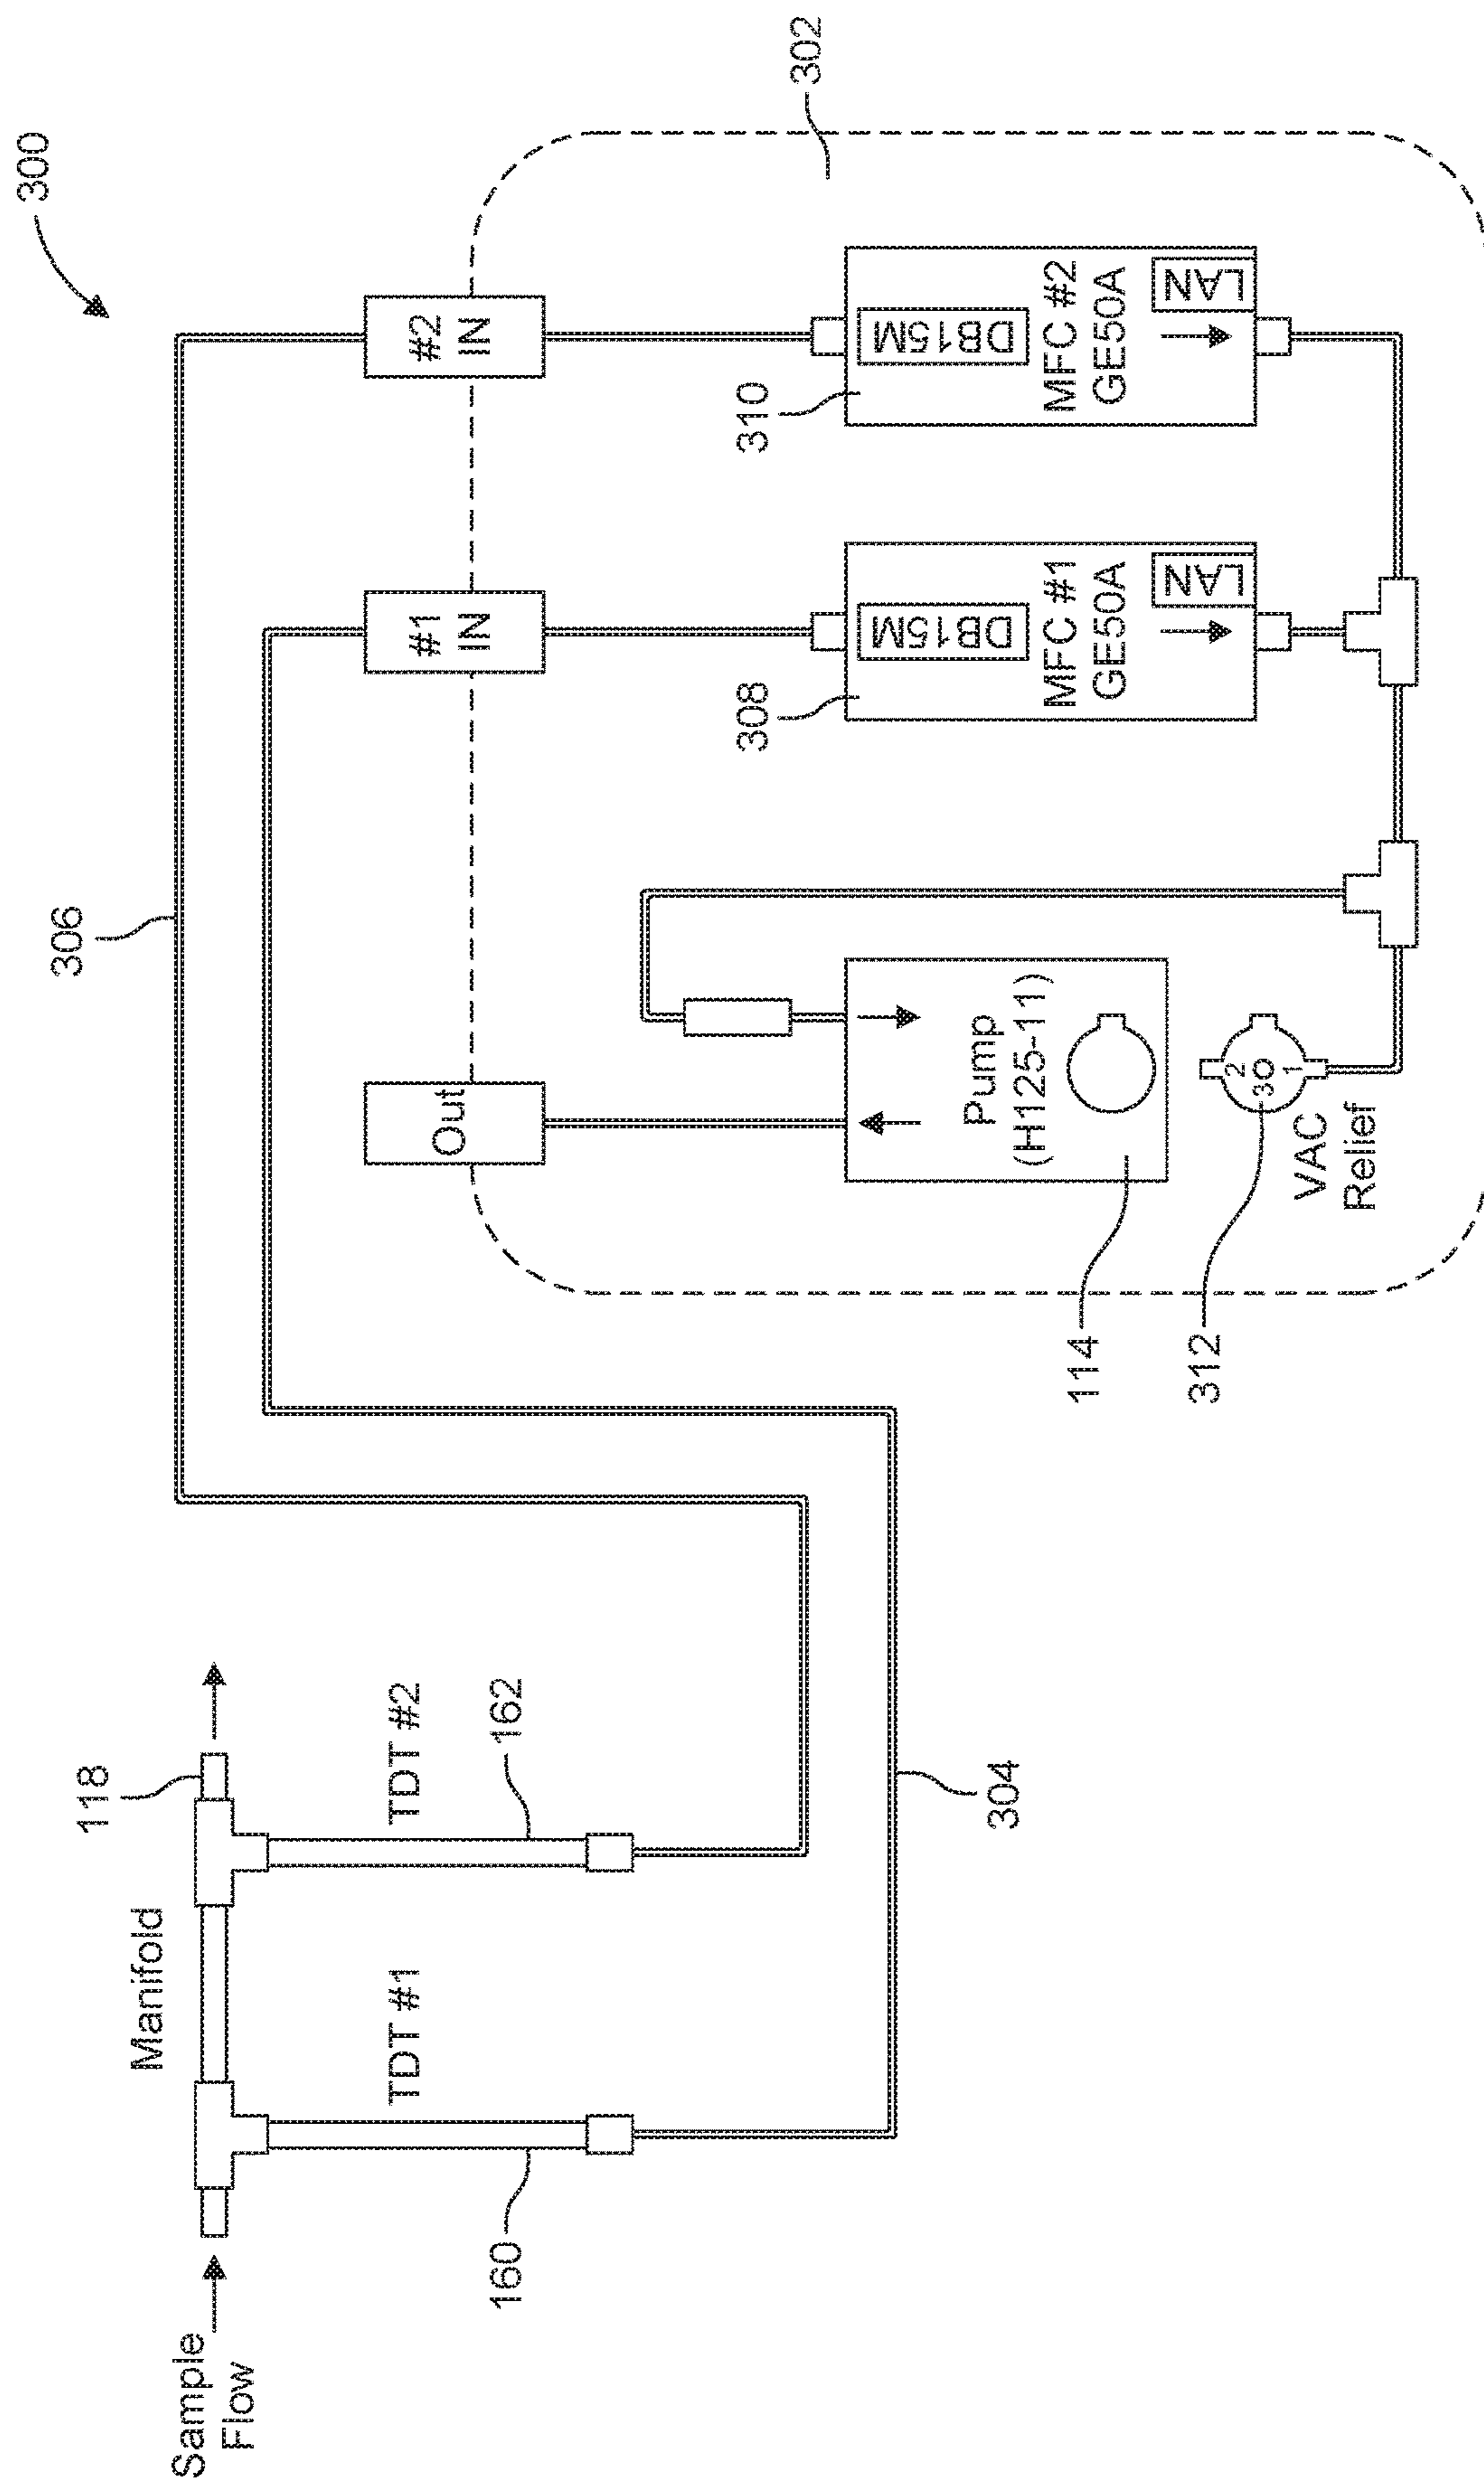 300
306
118
Manifold
Sample
Flow
TDT #1
TDT #2
160
162
304
Out
#1
IN
#2
IN
302
308
310
DB15M
MFC #1
GE50A
LAN
DB15M
MFC #2
GE50A
LAN
Pump
(H125-11)
114
312
2
3
1
VAC
Relief